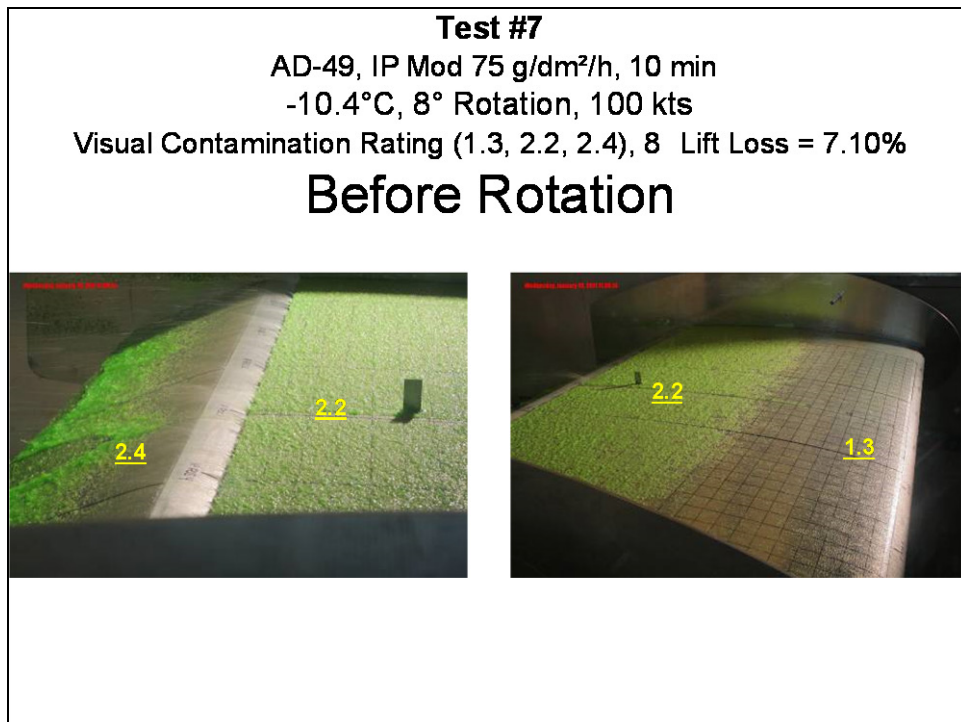 Test #7
AD-49, IP Mod 75 g/dm²/h, 10 min
-10.4°C, 8° Rotation, 100 kts
Visual Contamination Rating (1.3, 2.2, 2.4), 8 Lift Loss = 7.10%
Before Rotation
2.4
2.2
2.2
1.3